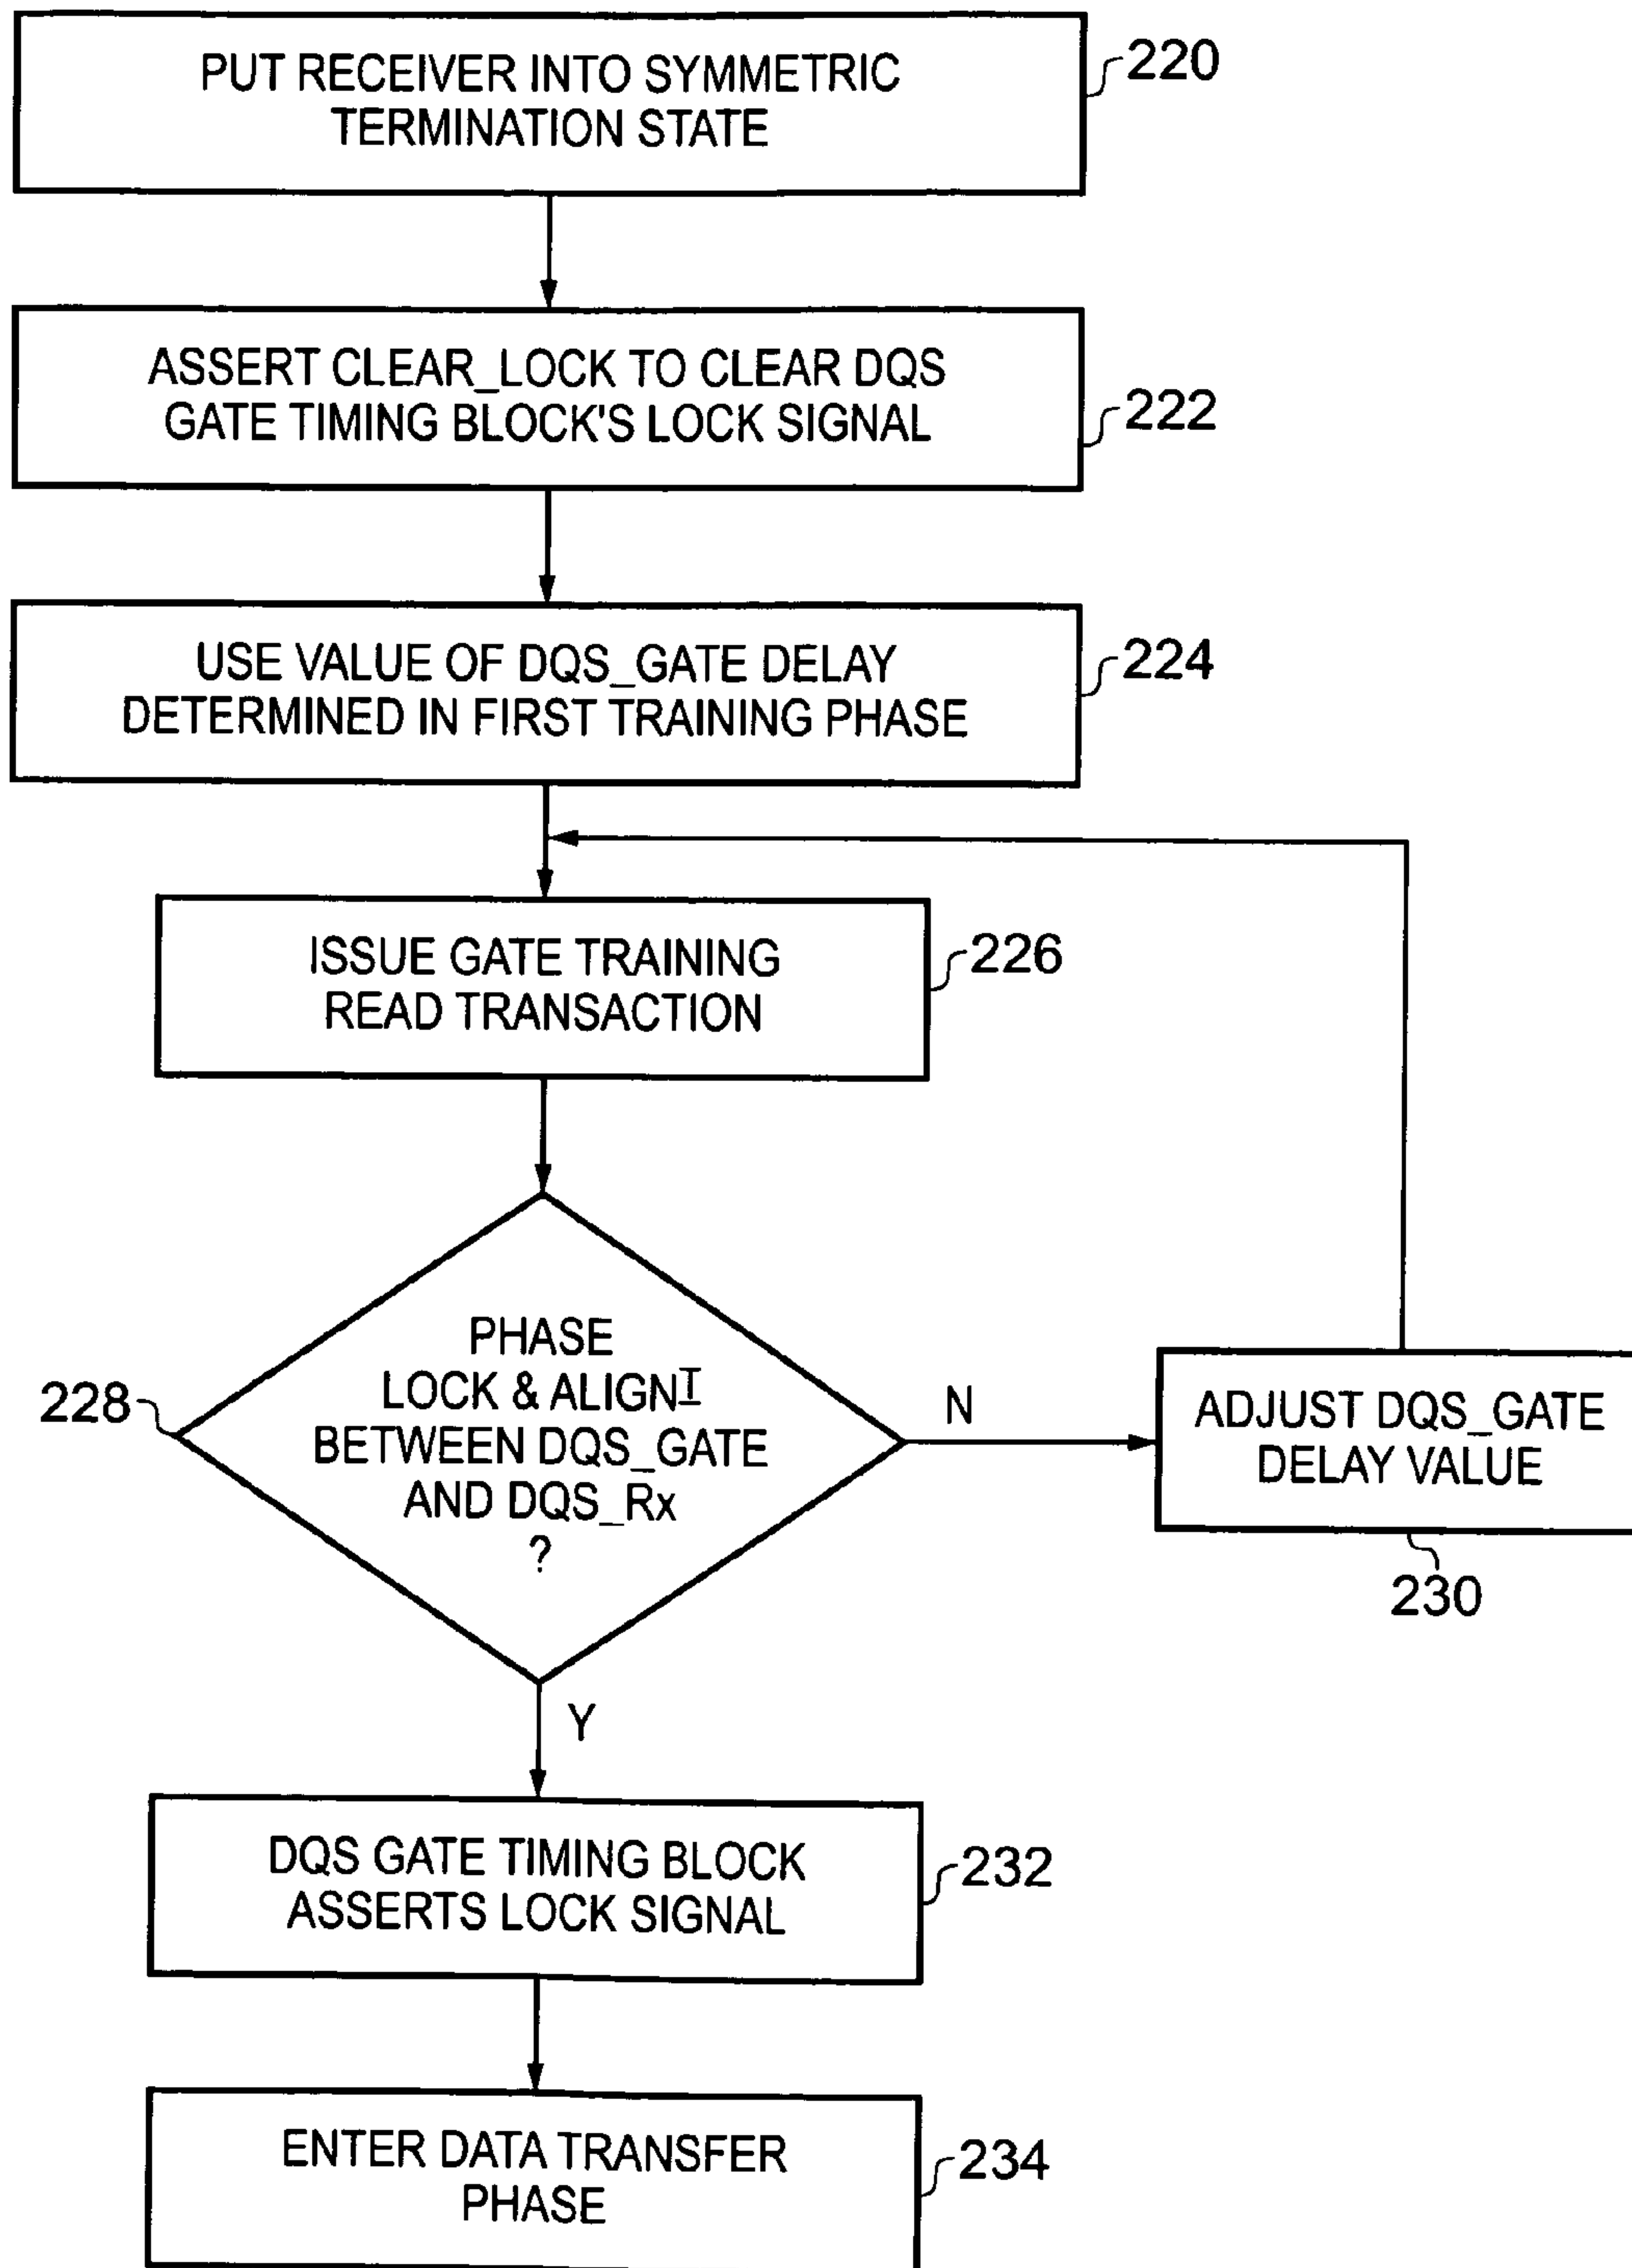 PUT RECEIVER INTO SYMMETRIC
TERMINATION STATE
220
ASSERT CLEAR_LOCK TO CLEAR DQS
GATE TIMING BLOCK'S LOCK SIGNAL
222
USE VALUE OF DQS_GATE DELAY
DETERMINED IN FIRST TRAINING PHASE
224
ISSUE GATE TRAINING
READ TRANSACTION
226
PHASE
LOCK & ALIGNT
BETWEEN DQS_GATE
AND DQS_Rx
?
228
N
ADJUST DQS_GATE
DELAY VALUE
230
Y
DQS GATE TIMING BLOCK
ASSERTS LOCK SIGNAL
232
ENTER DATA TRANSFER
PHASE
234